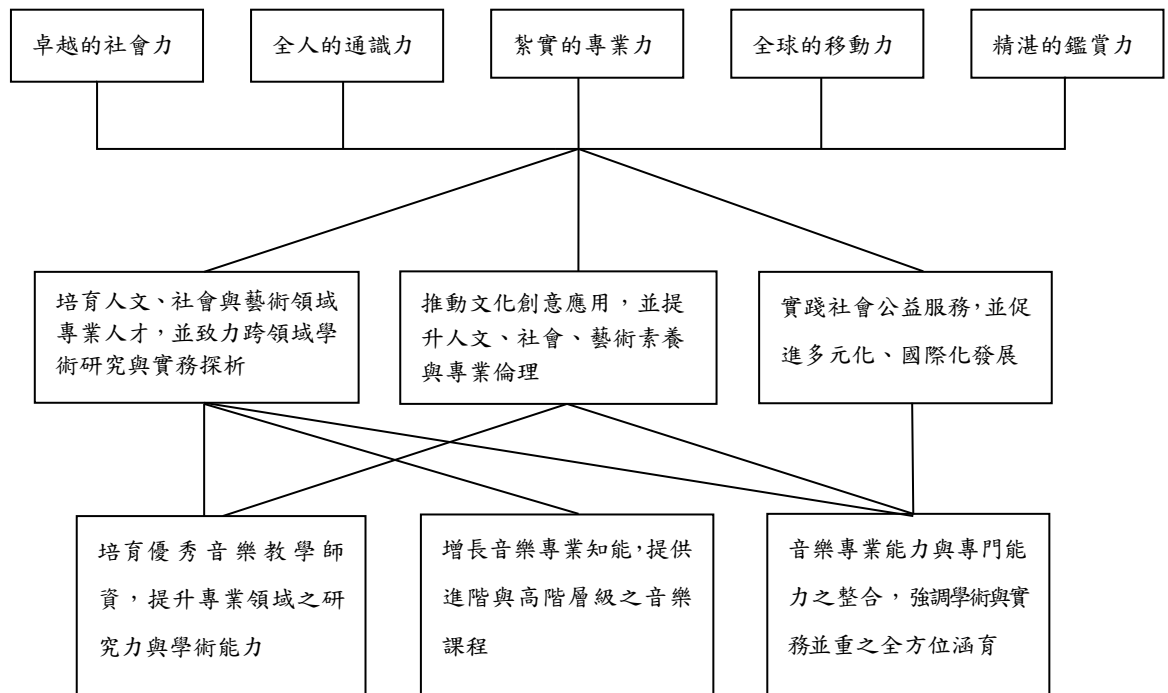 卓越的社會力
全人的通識力
紮實的專業力
全球的移動力
精湛的鑑賞力
培育人文、社會與藝術領域
專業人才，並致力跨領域學
術研究與實務探析
推動文化創意應用，並提
升人文、社會、藝術素養
與專業倫理
實踐社會公益服務，並促
進多元化、國際化發展
培育優秀音樂教學師
資，提升專業領域之研
究力與學術能力
增長音樂專業知能，提供
進階與高階層級之音樂
課程
音樂專業能力與專門能
力之整合，強調學術與實
務並重之全方位涵育